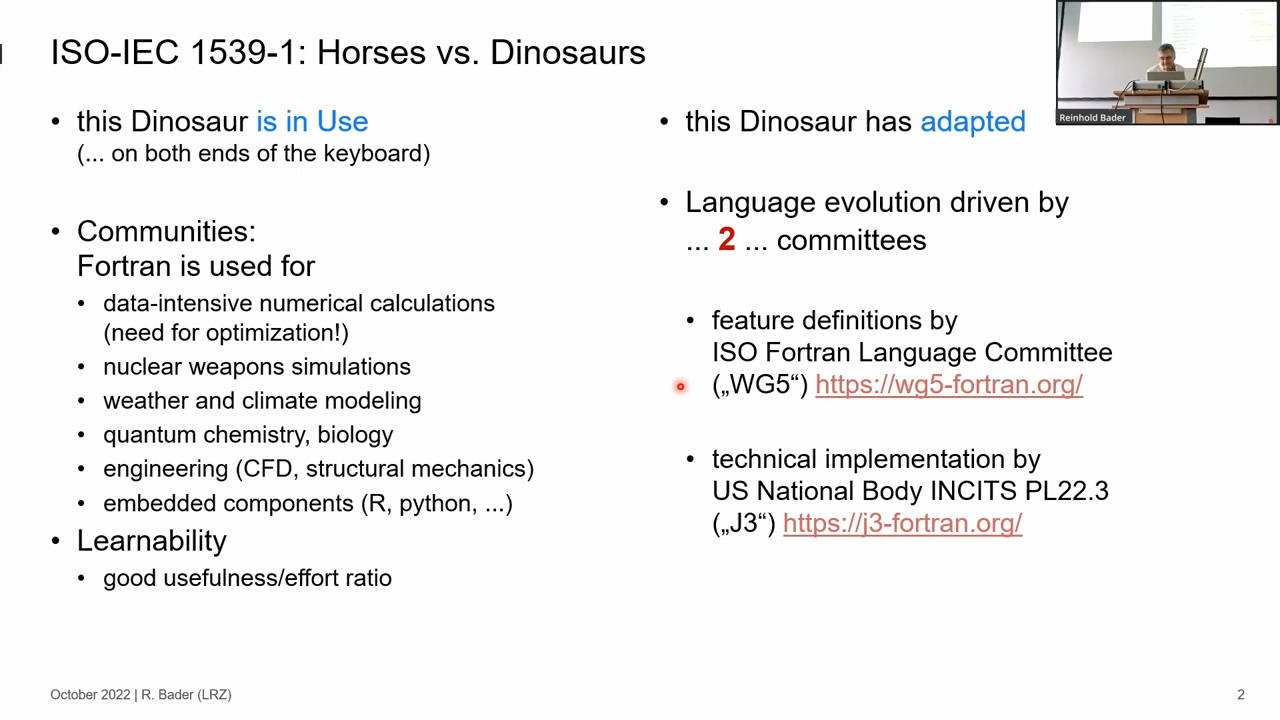 ISO-IEC 1539-1: Horses vs. Dinosaurs
• this Dinosaur is in Use
(... on both ends of the keyboard)
• Communities:
Fortran is used for
• data-intensive numerical calculations
(need for optimization!)
• nuclear weapons simulations
• weather and climate modeling
• quantum chemistry, biology
• engineering (CFD, structural mechanics)
• embedded components (R, python, ...)
• Learnability
• good usefulness/effort ratio
• this Dinosaur has adapted
• Language evolution driven by
... 2 ... committees
• feature definitions by
ISO Fortran Language Committee
(„WG5“) https://wg5-fortran.org/
• technical implementation by
US National Body INCITS PL22.3
(„J3“) https://j3-fortran.org/
Reinhold Bader
October 2022 | R. Bader (LRZ)
2